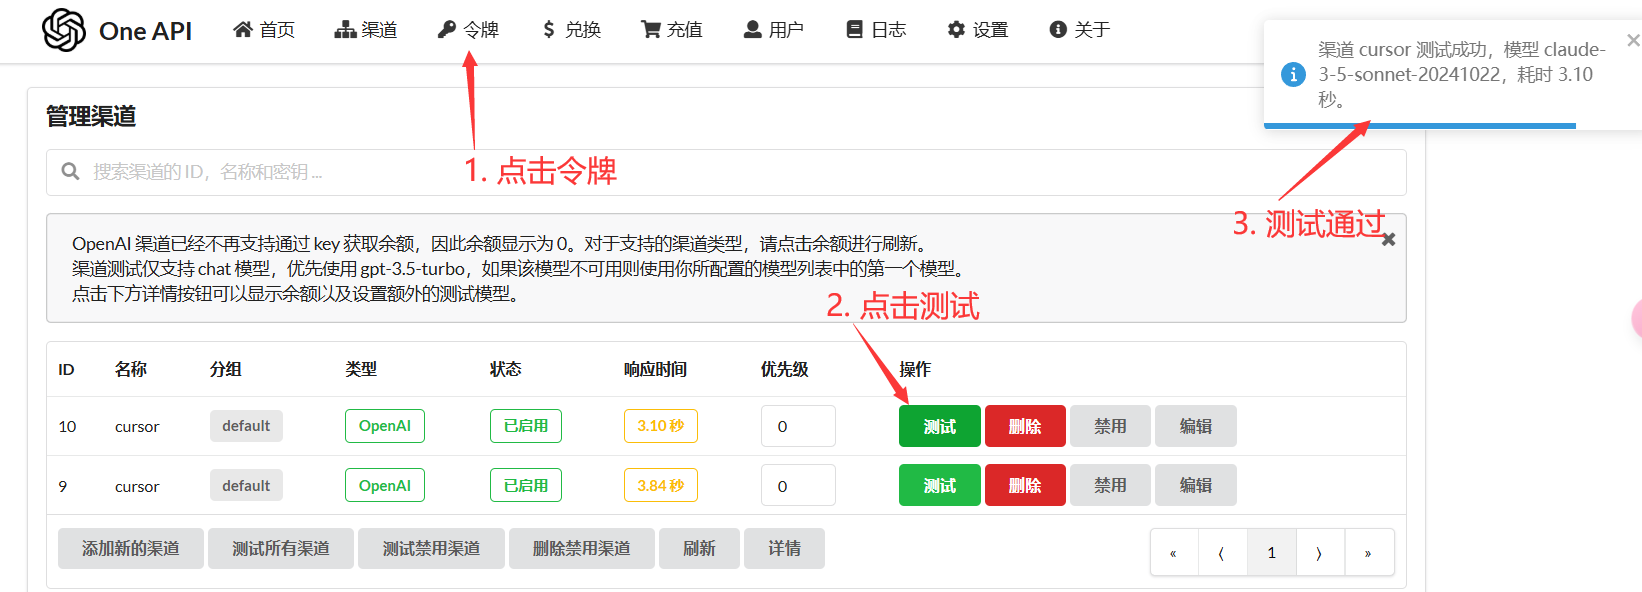 One API 首页 渠道 令牌 兑换 充值 用户 日志 设置 关于
渠道 cursor 测试成功，模型 claude-
3-5-sonnet-20241022，耗时 3.10
秒。
管理渠道
1. 点击令牌
搜索渠道的 ID，名称和密钥 ...
3. 测试通过
OpenAI 渠道已经不再支持通过 key 获取余额，因此余额显示为 0。对于支持的渠道类型，请点击余额进行刷新。
渠道测试仅支持 chat 模型，优先使用 gpt-3.5-turbo，如果该模型不可用则使用你所配置的模型列表中的第一个模型。
点击下方详情按钮可以显示余额以及设置额外的测试模型。
2. 点击测试
ID 名称 分组 类型 状态 响应时间 优先级 操作
10 cursor default OpenAI 已启用 3.10 秒 0 测试 删除 禁用 编辑
9 cursor default OpenAI 已启用 3.84 秒 0 测试 删除 禁用 编辑
添加新的渠道 测试所有渠道 测试禁用渠道 删除禁用渠道 刷新 详情 « ⟨ 1 ⟩ »